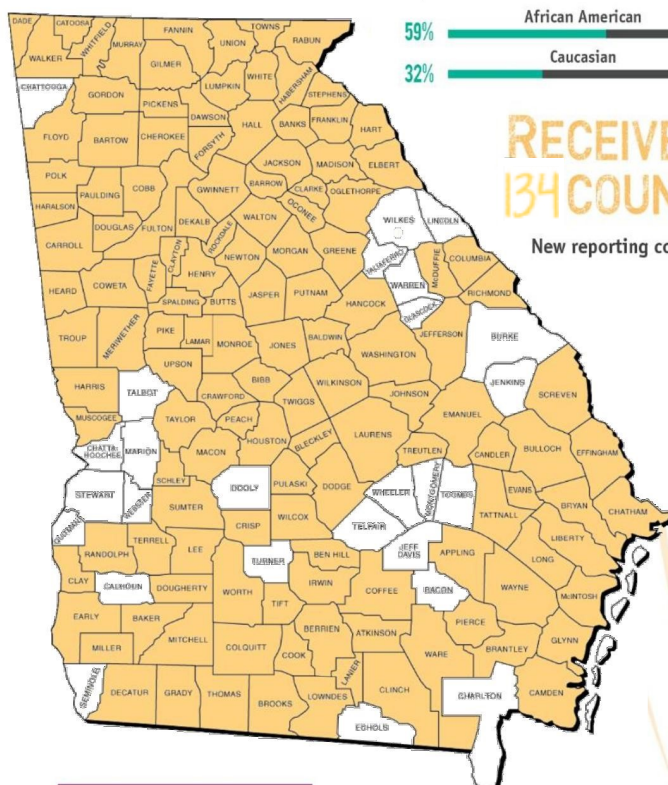 59%
African American
32%
Caucasian
RECEIVE
134 COUN
New reporting co
DADE
CATOOSA
WHITFIELD
MURRAY
FANNIN
UNION
TOWNS
RABUN
WALKER
GILMER
LUMPKIN
WHITE
HABERSHAM
STEPHENS
CHATTOOGA
GORDON
PICKENS
DAWSON
HALL
BANKS
FRANKLIN
HART
FLOYD
BARTOW
CHEROKEE
FORSYTH
JACKSON
MADISON
ELBERT
POLK
PAULDING
COBB
GWINNETT
BARROW
CLARKE
OGLETHORPE
OCONEE
HARALSON
DOUGLAS
FULTON
DEKALB
ROCKDALE
WALTON
WILKES
LINCOLN
CARROLL
CLAYTON
FAYETTE
HENRY
NEWTON
MORGAN
GREENE
TALIAFERRO
MCDUFFIE
COLUMBIA
HEARD
COWETA
SPALDING
BUTTS
JASPER
PUTNAM
HANCOCK
WARREN
GLASCOCK
RICHMOND
TROUP
MERIWETHER
PIKE
LAMAR
MONROE
JONES
BALDWIN
WASHINGTON
JEFFERSON
BURKE
UPSON
HARRIS
TALBOT
CRAWFORD
BIBB
TWIGGS
WILKINSON
JOHNSON
JENKINS
SCREVEN
EMANUEL
MUSCOGEE
TAYLOR
PEACH
HOUSTON
BLECKLEY
LAURENS
TREUTLEN
CANDLER
BULLOCH
EFFINGHAM
CHATTA-
HOOCHEE
MARION
MACON
SCHLEY
DOOLY
PULASKI
DODGE
WHEELER
MONTGOMERY
TOOMBS
EVANS
BRYAN
CHATHAM
STEWART
WEBSTER
SUMTER
CRISP
WILCOX
TELFAIR
TATTNALL
LIBERTY
QUITMAN
RANDOLPH
TERRELL
LEE
TURNER
BEN HILL
JEFF
DAVIS
APPLING
LONG
CLAY
CALHOUN
DOUGHERTY
WORTH
TIFT
IRWIN
COFFEE
BACON
WAYNE
MCINTOSH
EARLY
BAKER
MITCHELL
COLQUITT
COOK
BERRIEN
ATKINSON
WARE
PIERCE
BRANTLEY
GLYNN
MILLER
SEMINOLE
DECATUR
GRADY
THOMAS
BROOKS
LOWNDES
LANIER
CLINCH
CHARLTON
CAMDEN
ECHOLS